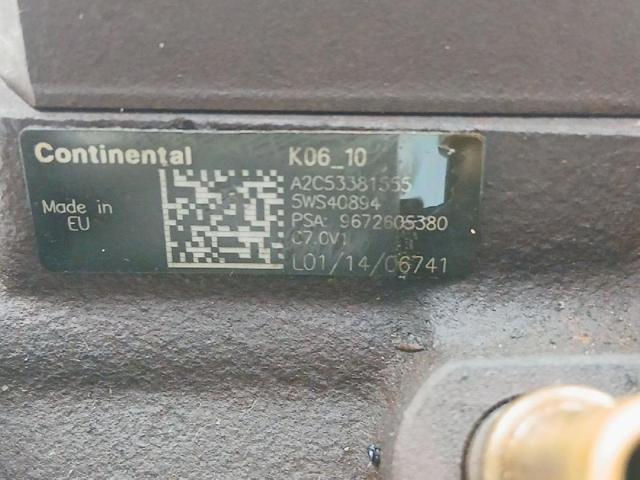 Continental
K06_10
A2C53381555
Made in
EU
5WS40894
PSA: 9672605380
C7.0V1
L01/14/06741